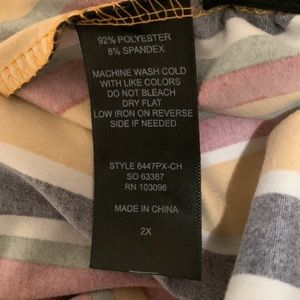 92% POLYESTER
8% SPANDEX
MACHINE WASH COLD
WITH LIKE COLORS
DO NOT BLEACH
DRY FLAT
LOW IRON ON REVERSE
SIDE IF NEEDED
STYLE 6447PX-CH
SO 63387
RN 103096
MADE IN CHINA
2X